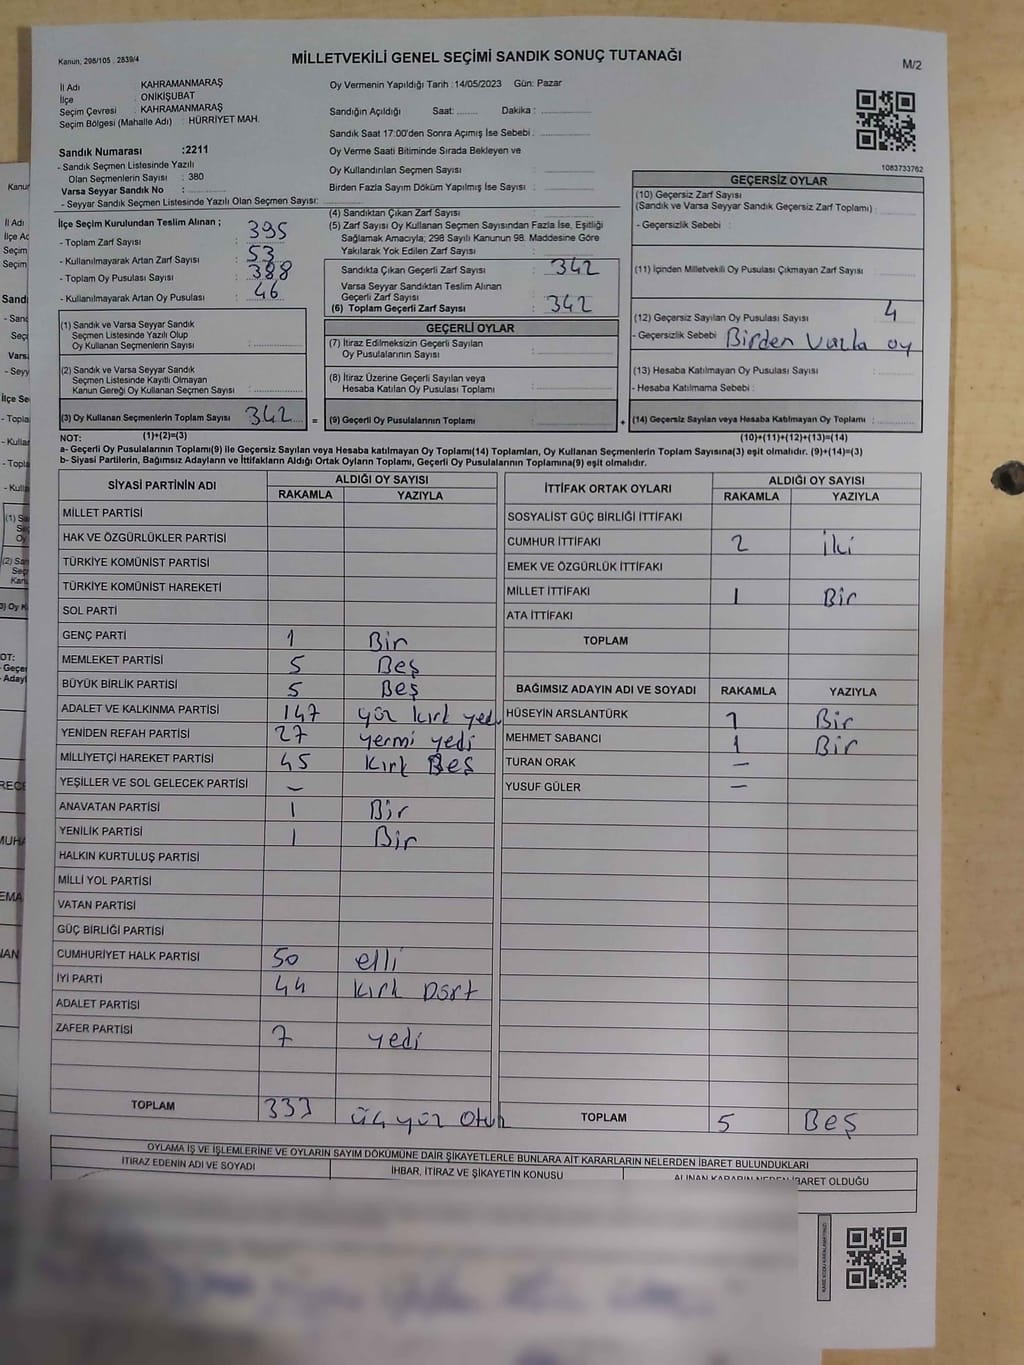 Kanun, 298/105 . 2839/4
MİLLETVEKİLİ GENEL SEÇİMİ SANDIK SONUÇ TUTANAĞI
M/2
İl Adı : KAHRAMANMARAŞ
İlçe : ONİKİŞUBAT
Seçim Çevresi : KAHRAMANMARAŞ
Seçim Bölgesi (Mahalle Adı) : HÜRRİYET MAH.
Sandık Numarası :2211
- Sandık Seçmen Listesinde Yazılı
Olan Seçmenlerin Sayısı : 380
Varsa Seyyar Sandık No :
- Seyyar Sandık Seçmen Listesinde Yazılı Olan Seçmen Sayısı:
Oy Vermenin Yapıldığı Tarih :14/05/2023 Gün: Pazar
Sandığın Açıldığı Saat: Dakika :
Sandık Saat 17:00'den Sonra Açımış İse Sebebi :
Oy Verme Saati Bitiminde Sırada Bekleyen ve
Oy Kullandırılan Seçmen Sayısı :
Birden Fazla Sayım Döküm Yapılmış İse Sayısı :
1083733762
İlçe Seçim Kurulundan Teslim Alınan ;
- Toplam Zarf Sayısı : 395
- Kullanılmayarak Artan Zarf Sayısı : 53
- Toplam Oy Pusulası Sayısı : 388
- Kullanılmayarak Artan Oy Pusulası : 46
(1) Sandık ve Varsa Seyyar Sandık
Seçmen Listesinde Yazılı Olup
Oy Kullanan Seçmenlerin Sayısı :
(2) Sandık ve Varsa Seyyar Sandık
Seçmen Listesinde Kayıtlı Olmayan
Kanun Gereği Oy Kullanan Seçmen Sayısı :
(3) Oy Kullanan Seçmenlerin Toplam Sayısı : 342 =
(4) Sandıktan Çıkan Zarf Sayısı :
(5) Zarf Sayısı Oy Kullanan Seçmen Sayısından Fazla İse, Eşitliği
Sağlamak Amacıyla; 298 Sayılı Kanunun 98. Maddesine Göre
Yakılarak Yok Edilen Zarf Sayısı :
Sandıkta Çıkan Geçerli Zarf Sayısı : 342
Varsa Seyyar Sandıktan Teslim Alınan
Geçerli Zarf Sayısı :
(6) Toplam Geçerli Zarf Sayısı : 342
GEÇERLİ OYLAR
(7) İtiraz Edilmeksizin Geçerli Sayılan
Oy Pusulalarının Sayısı :
(8) İtiraz Üzerine Geçerli Sayılan veya
Hesaba Katılan Oy Pusulaları Toplamı :
(9) Geçerli Oy Pusulalarının Toplamı : +
GEÇERSİZ OYLAR
(10) Geçersiz Zarf Sayısı
(Sandık ve Varsa Seyyar Sandık Geçersiz Zarf Toplamı) :
- Geçersizlik Sebebi :
(11) İçinden Milletvekili Oy Pusulası Çıkmayan Zarf Sayısı :
(12) Geçersiz Sayılan Oy Pusulası Sayısı : 4
- Geçersizlik Sebebi : Birden Vazla oy
(13) Hesaba Katılmayan Oy Pusulası Sayısı :
- Hesaba Katılmama Sebebi :
(14) Geçersiz Sayılan veya Hesaba Katılmayan Oy Toplamı :
NOT: (1)+(2)=(3) (10)+(11)+(12)+(13)=(14)
a- Geçerli Oy Pusulalarının Toplamı(9) ile Geçersiz Sayılan veya Hesaba katılmayan Oy Toplamı(14) Toplamları, Oy Kullanan Seçmenlerin Toplam Sayısına(3) eşit olmalıdır. (9)+(14)=(3)
b- Siyasi Partilerin, Bağımsız Adayların ve İttifakların Aldığı Ortak Oyların Toplamı, Geçerli Oy Pusulalarının Toplamına(9) eşit olmalıdır.
SİYASİ PARTİNİN ADI ALDIĞI OY SAYISI
RAKAMLA YAZIYLA
MİLLET PARTİSİ
HAK VE ÖZGÜRLÜKLER PARTİSİ
TÜRKİYE KOMÜNİST PARTİSİ
TÜRKİYE KOMÜNİST HAREKETİ
SOL PARTİ
GENÇ PARTİ 1 Bir
MEMLEKET PARTİSİ 5 Beş
BÜYÜK BİRLİK PARTİSİ 5 Beş
ADALET VE KALKINMA PARTİSİ 147 yüz kırk yedi
YENİDEN REFAH PARTİSİ 27 yermi yedi
MİLLİYETÇİ HAREKET PARTİSİ 45 Kırk Beş
YEŞİLLER VE SOL GELECEK PARTİSİ –
ANAVATAN PARTİSİ 1 Bir
YENİLİK PARTİSİ 1 Bir
HALKIN KURTULUŞ PARTİSİ
MİLLİ YOL PARTİSİ
VATAN PARTİSİ
GÜÇ BİRLİĞİ PARTİSİ
CUMHURİYET HALK PARTİSİ 50 elli
İYİ PARTİ 44 kırk Dört
ADALET PARTİSİ
ZAFER PARTİSİ 7 yedi
TOPLAM 333 üç yüz Otuh
İTTİFAK ORTAK OYLARI ALDIĞI OY SAYISI
RAKAMLA YAZIYLA
SOSYALİST GÜÇ BİRLİĞİ İTTİFAKI
CUMHUR İTTİFAKI 2 İki
EMEK VE ÖZGÜRLÜK İTTİFAKI
MİLLET İTTİFAKI 1 Bir
ATA İTTİFAKI
TOPLAM
BAĞIMSIZ ADAYIN ADI VE SOYADI RAKAMLA YAZIYLA
HÜSEYİN ARSLANTÜRK 1 Bir
MEHMET SABANCI 1 Bir
TURAN ORAK –
YUSUF GÜLER –
TOPLAM 5 Beş
OYLAMA İŞ VE İŞLEMLERİNE VE OYLARIN SAYIM DÖKÜMÜNE DAİR ŞİKAYETLERLE BUNLARA AİT KARARLARIN NELERDEN İBARET BULUNDUKLARI
İTİRAZ EDENİN ADI VE SOYADI İHBAR, İTİRAZ VE ŞİKAYETİN KONUSU ALINAN KARARIN NEDEN İBARET OLDUĞU